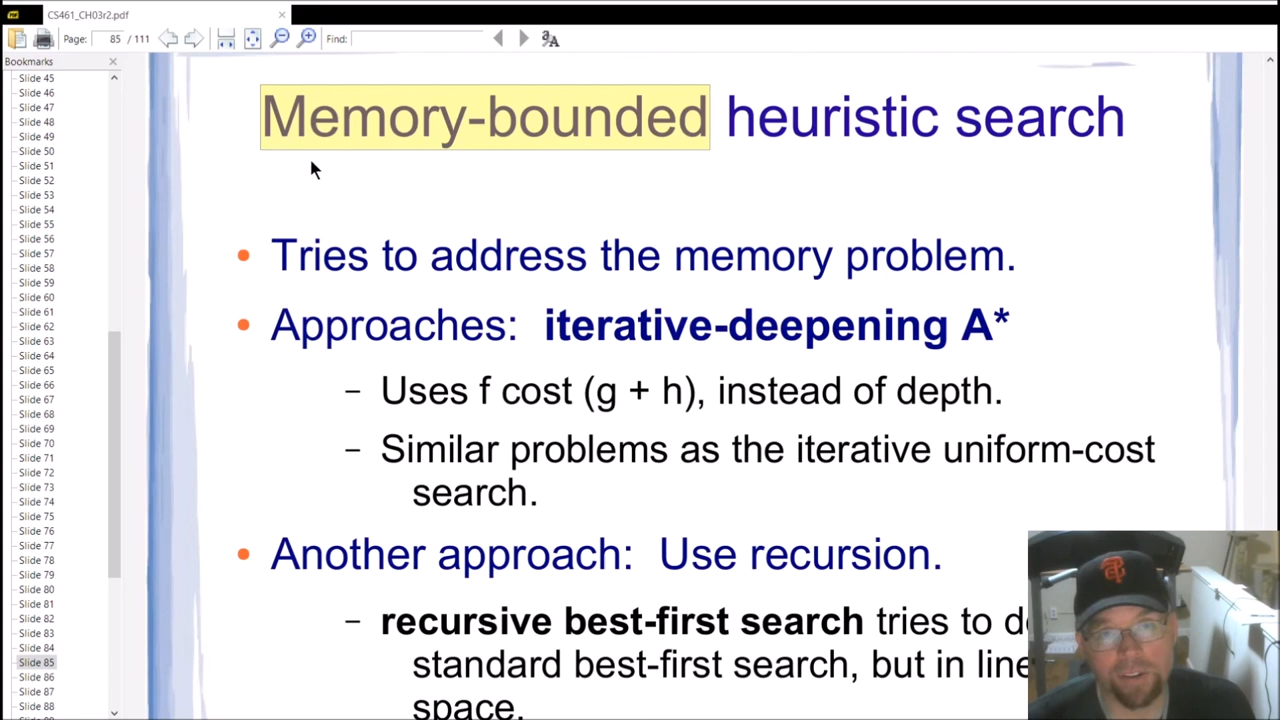 CS461_CH03r2.pdf
Page: 85 / 111
Find:
Bookmarks
Slide 45
Slide 46
Slide 47
Slide 48
Slide 49
Slide 50
Slide 51
Slide 52
Slide 53
Slide 54
Slide 55
Slide 56
Slide 57
Slide 58
Slide 59
Slide 60
Slide 61
Slide 62
Slide 63
Slide 64
Slide 65
Slide 66
Slide 67
Slide 68
Slide 69
Slide 70
Slide 71
Slide 72
Slide 73
Slide 74
Slide 75
Slide 76
Slide 77
Slide 78
Slide 79
Slide 80
Slide 81
Slide 82
Slide 83
Slide 84
Slide 85
Slide 86
Slide 87
Slide 88
Memory-bounded heuristic search
• Tries to address the memory problem.
• Approaches: iterative-deepening A*
– Uses f cost (g + h), instead of depth.
– Similar problems as the iterative uniform-cost
search.
• Another approach: Use recursion.
– recursive best-first search tries to
standard best-first search, but in
space.